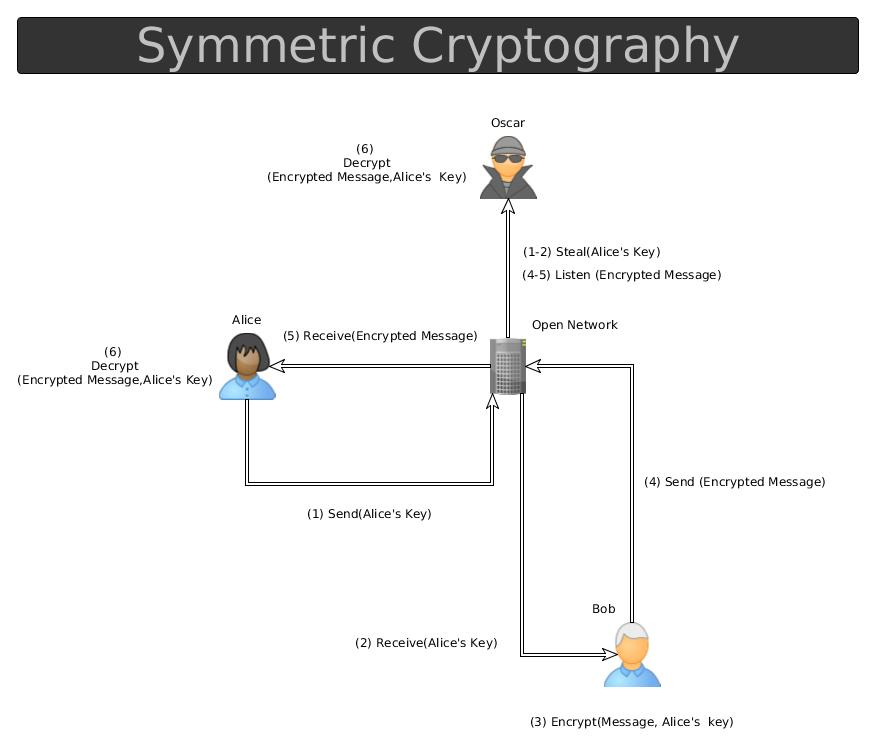 Symmetric Cryptography
Oscar
(6)
Decrypt
(Encrypted Message,Alice's  Key)
(1-2) Steal(Alice's Key)
(4-5) Listen (Encrypted Message)
Open Network
Alice
(5) Receive(Encrypted Message)
(6)
Decrypt
(Encrypted Message,Alice's Key)
(4) Send (Encrypted Message)
(1) Send(Alice's Key)
Bob
(2) Receive(Alice's Key)
(3) Encrypt(Message, Alice's  key)